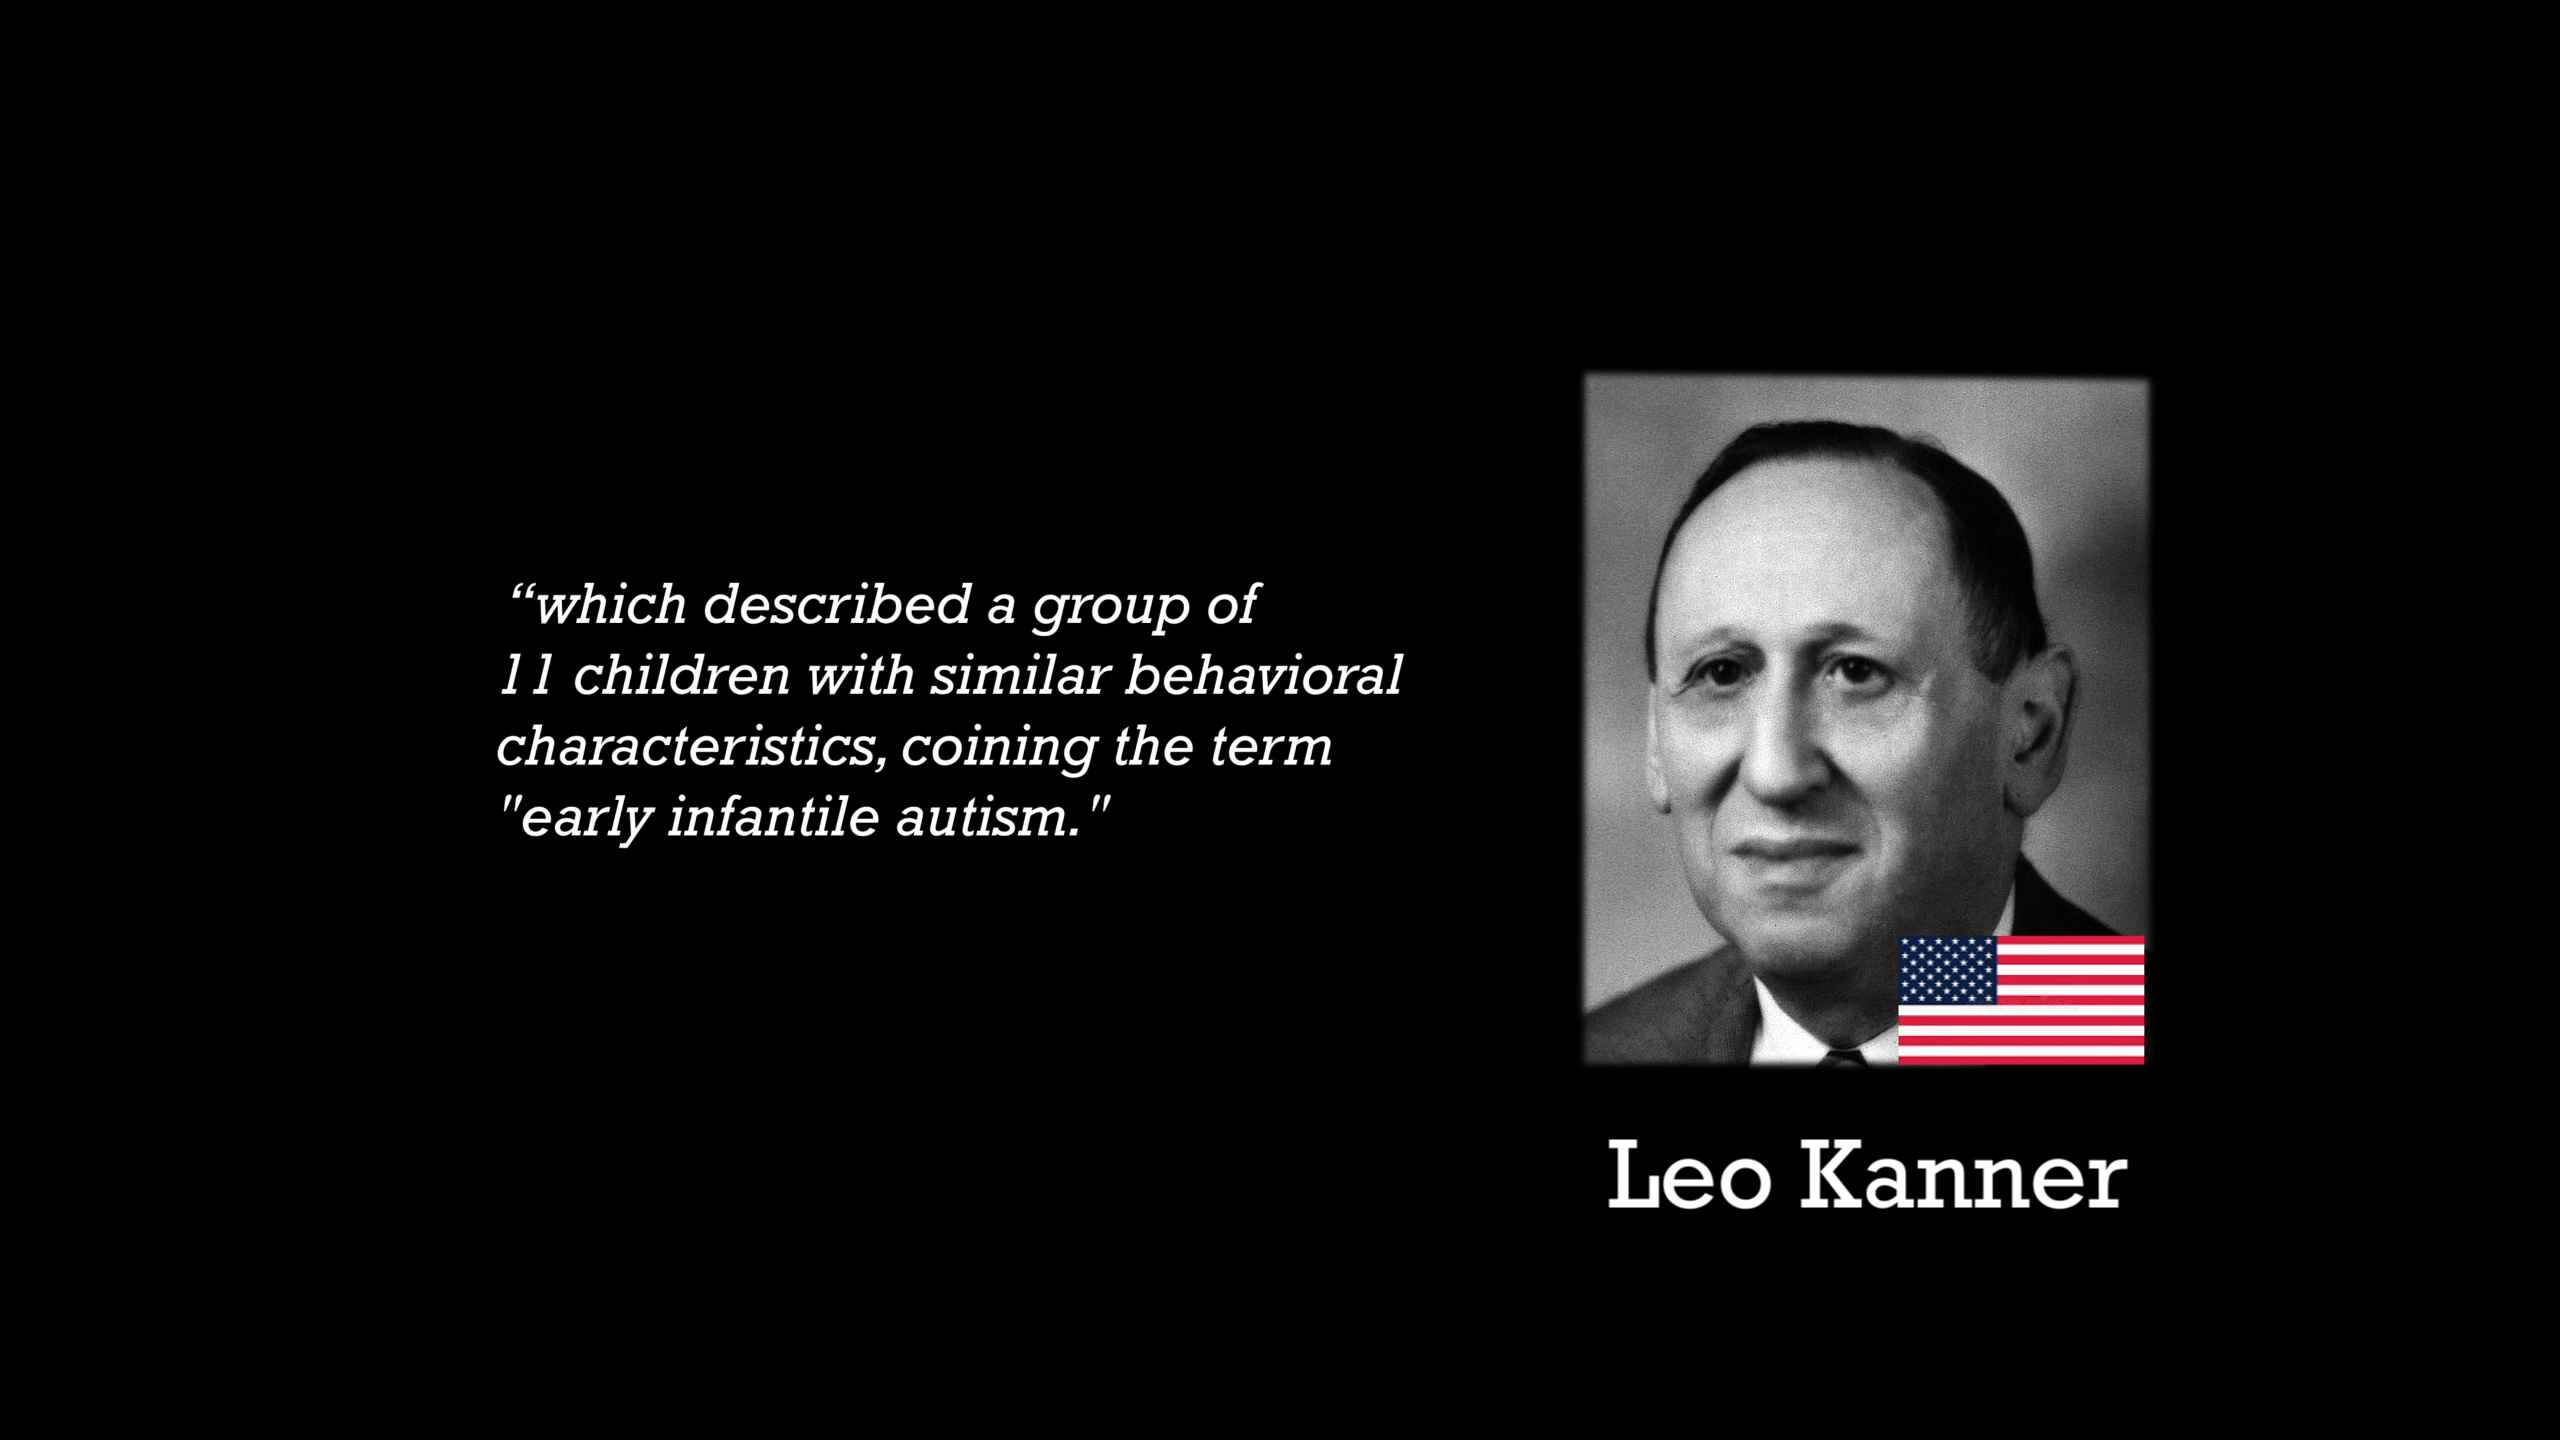 “which described a group of
11 children with similar behavioral
characteristics, coining the term
"early infantile autism."
Leo Kanner